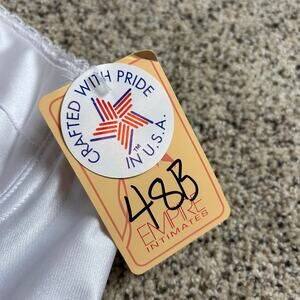 CRAFTED WITH PRIDE
IN U.S.A.
TM
48B
EMPIRE
INTIMATES